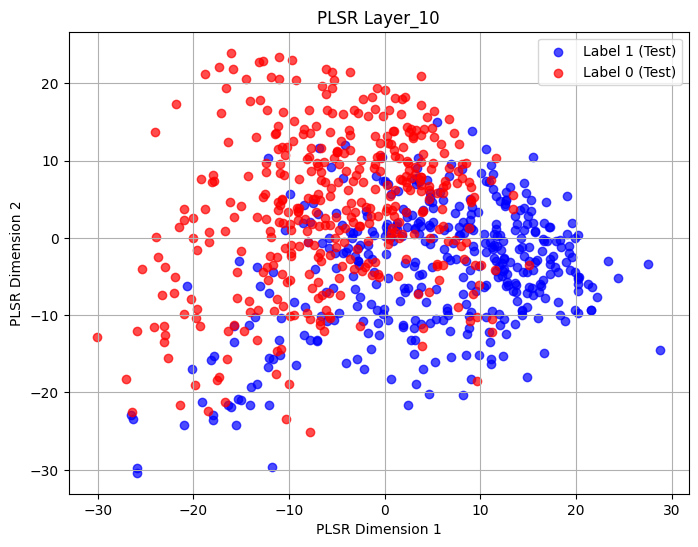 PLSR Layer_10
Label 1 (Test)
Label 0 (Test)
PLSR Dimension 2
20
10
0
−10
−20
−30
−30 −20 −10 0 10 20 30
PLSR Dimension 1